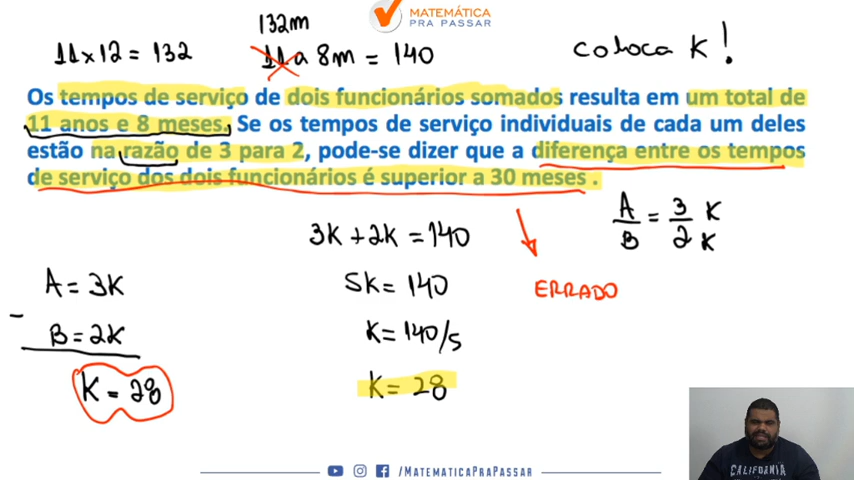 MATEMÁTICA
PRA PASSAR
132m
11x12 = 132
11a 8m = 140
coloca K!
Os tempos de serviço de dois funcionários somados resulta em um total de
11 anos e 8 meses. Se os tempos de serviço individuais de cada um deles
estão na razão de 3 para 2, pode-se dizer que a diferença entre os tempos
de serviço dos dois funcionários é superior a 30 meses .
A/B = 3K/2K
3K + 2K = 140
A = 3K
5K = 140
ERRADO
- B = 2K
K = 140/5
K = 28
K = 28
CALIFORNIA
/MATEMATICAPRAPASSAR